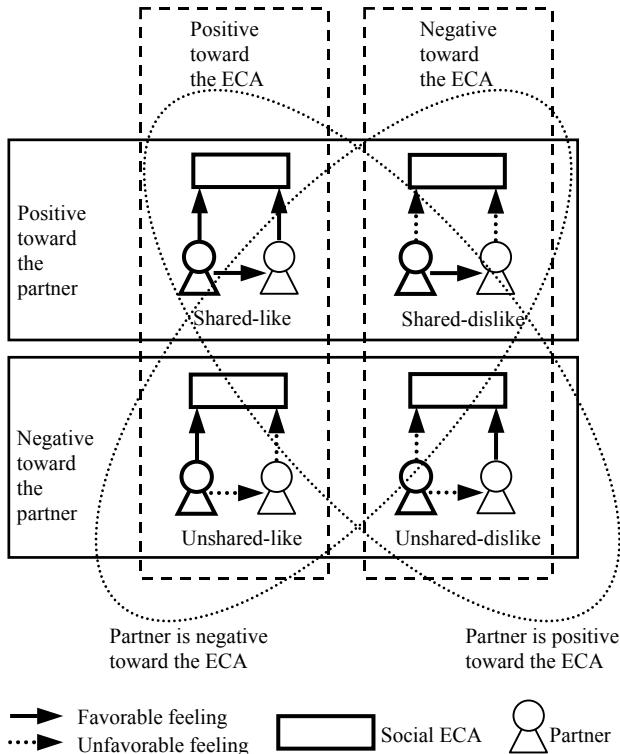 Positive
toward
the ECA
Negative
toward
the ECA
Positive
toward
the
partner
Shared-like
Shared-dislike
Negative
toward
the
partner
Unshared-like
Unshared-dislike
Partner is negative
toward the ECA
Partner is positive
toward the ECA
Favorable feeling
Unfavorable feeling
Social ECA
Partner